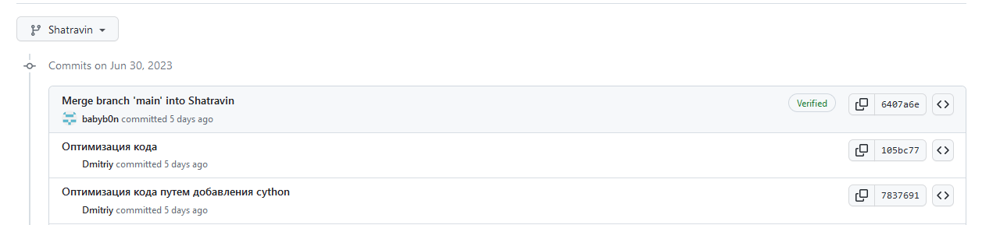 Shatravin
Commits on Jun 30, 2023
Merge branch 'main' into Shatravin
Verified
6407a6e
babyb0n committed 5 days ago
Оптимизация кода
105bc77
Dmitriy committed 5 days ago
Оптимизация кода путем добавления cython
7837691
Dmitriy committed 5 days ago